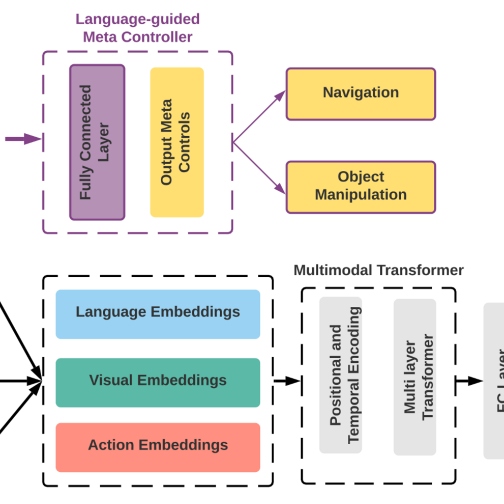 Language-guided
Meta Controller
Fully Connected
Layer
Output Meta
Controls
Navigation
Object
Manipulation
Multimodal Transformer
Language Embeddings
Visual Embeddings
Action Embeddings
Positional and
Temporal Encoding
Multi layer
Transformer
FC Layer